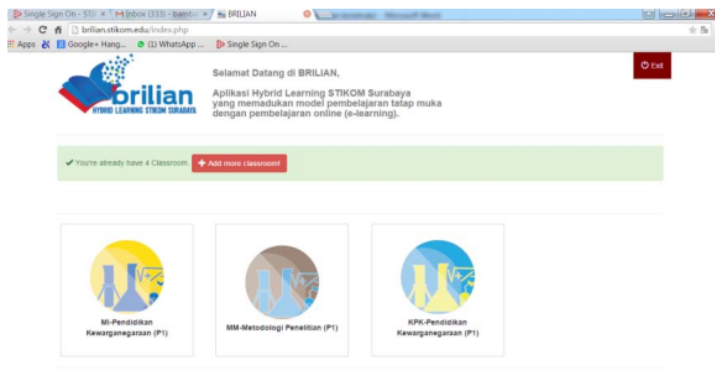 Single Sign On - STI
Inbox (333) - bambi
BRILIAN
Microsoft Word
brilian.stikom.edu/index.php
Apps
Google+ Hang...
(1) WhatsApp ...
Single Sign On ...
brilian
HYBRID LEARNING STIKOM SURABAYA
Selamat Datang di BRILIAN,
Aplikasi Hybrid Learning STIKOM Surabaya
yang memadukan model pembelajaran tatap muka
dengan pembelajaran online (e-learning).
Exit
You're already have 4 Classroom.
Add more classroom!
MI-Pendidikan
Kewarganegaraan (P1)
MM-Metodologi Penelitian (P1)
KPK-Pendidikan
Kewarganegaraan (P1)